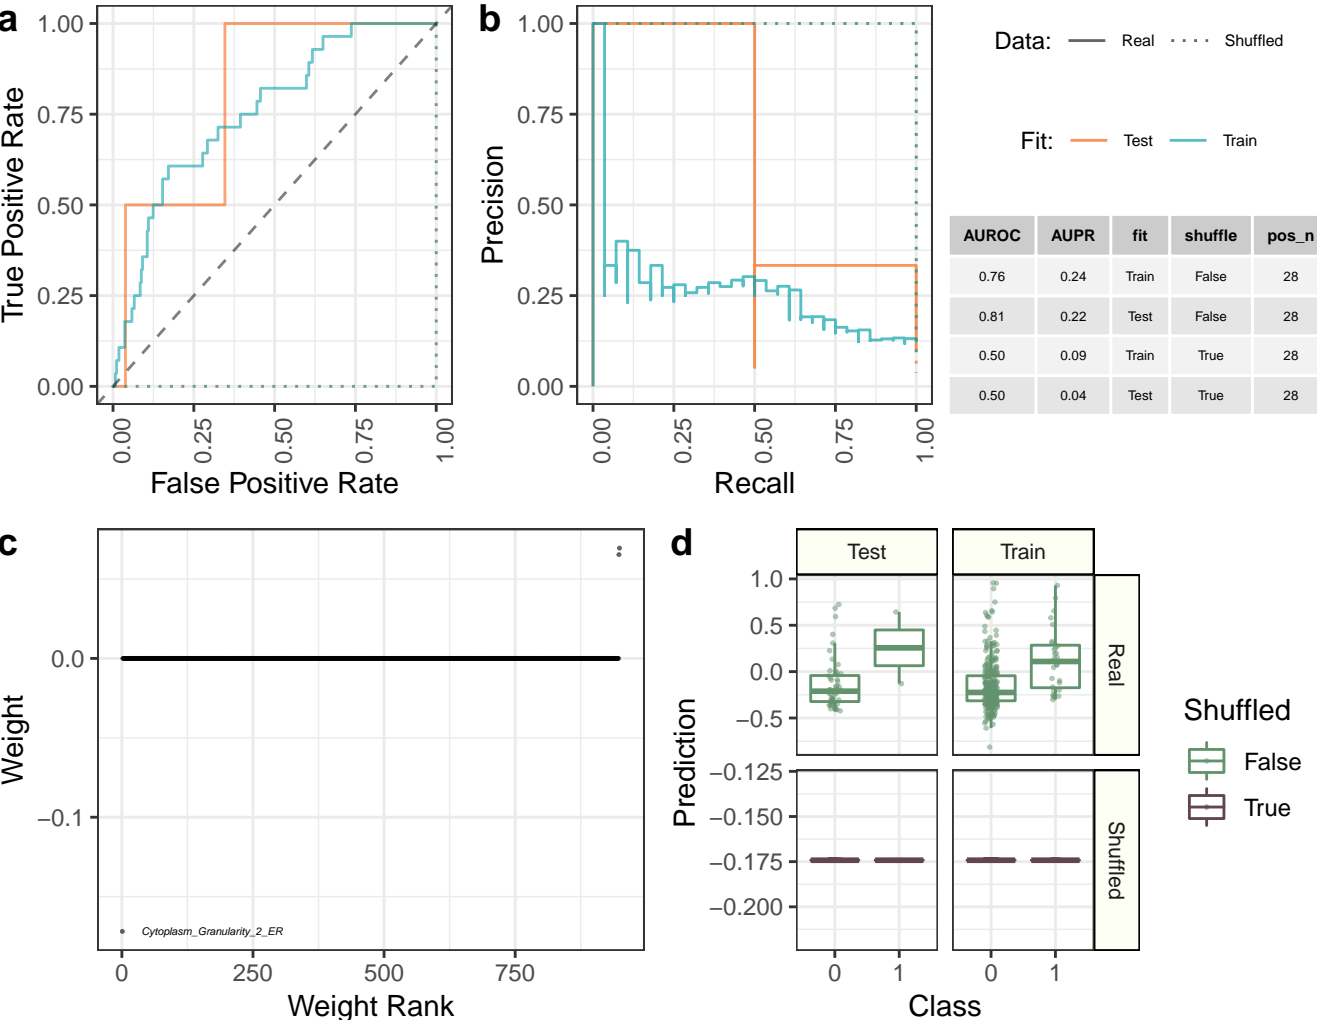 a
1.00
0.75
0.50
0.25
0.00
True Positive Rate
0.00
0.25
0.50
0.75
1.00
False Positive Rate
b
1.00
0.75
0.50
0.25
0.00
Precision
0.00
0.25
0.50
0.75
1.00
Recall
Data: Real Shuffled
Fit: Test Train
AUROC AUPR fit shuffle pos_n
0.76 0.24 Train False 28
0.81 0.22 Test False 28
0.50 0.09 Train True 28
0.50 0.04 Test True 28
c
0.0
−0.1
Weight
Cytoplasm_Granularity_2_ER
0 250 500 750
Weight Rank
d
Test Train
1.0
0.5
0.0
−0.5
Real
−0.125
−0.150
−0.175
−0.200
Shuffled
Prediction
0 1 0 1
Class
Shuffled
False
True